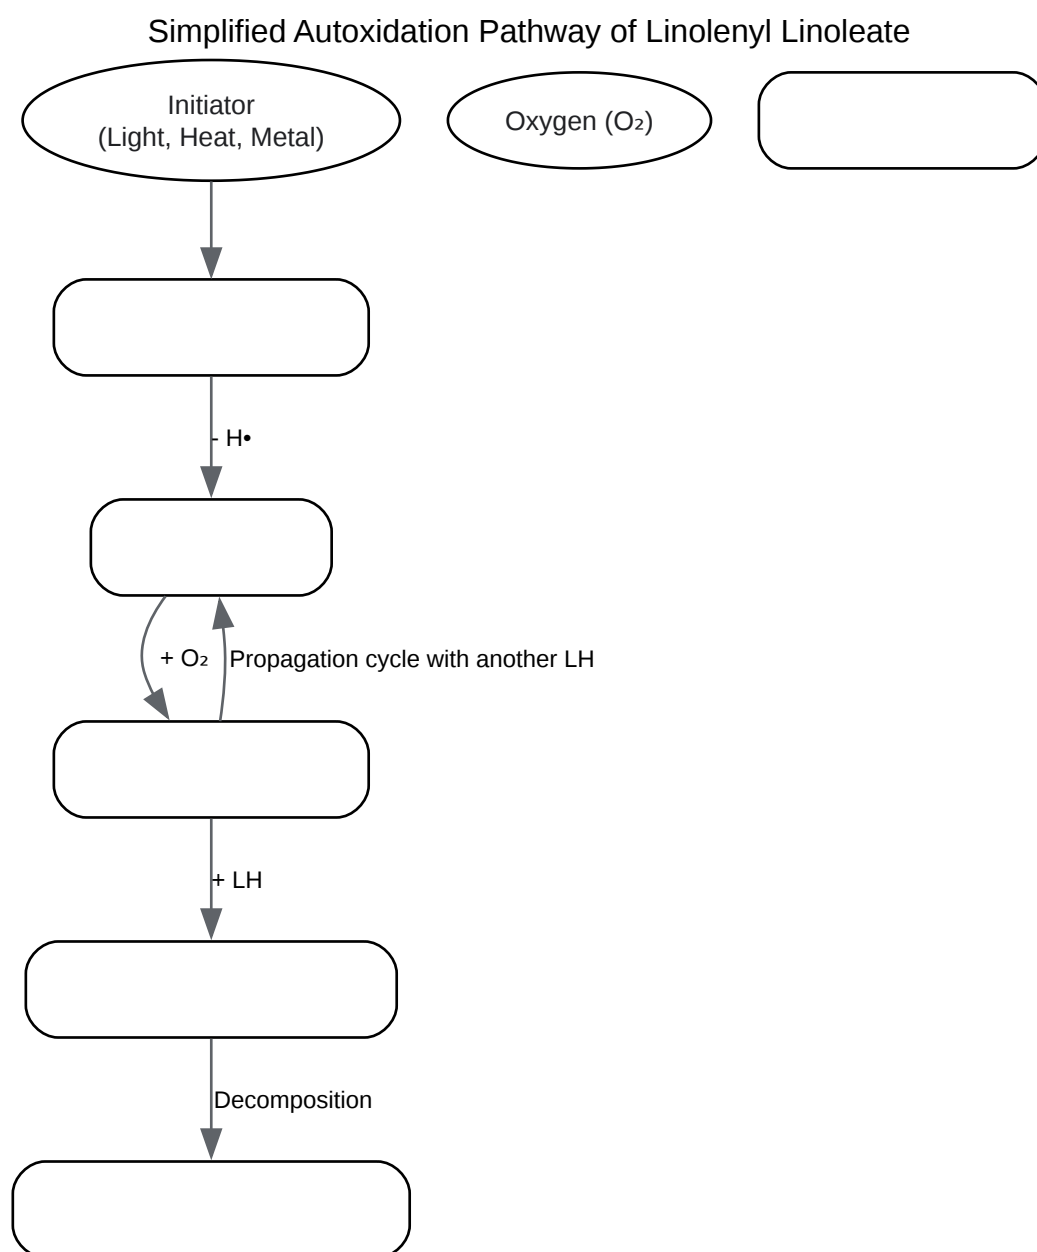 Simplified Autoxidation Pathway of Linolenyl Linoleate
Initiator
(Light, Heat, Metal)
Oxygen (O₂)
- H•
+ O₂
Propagation cycle with another LH
+ LH
Decomposition